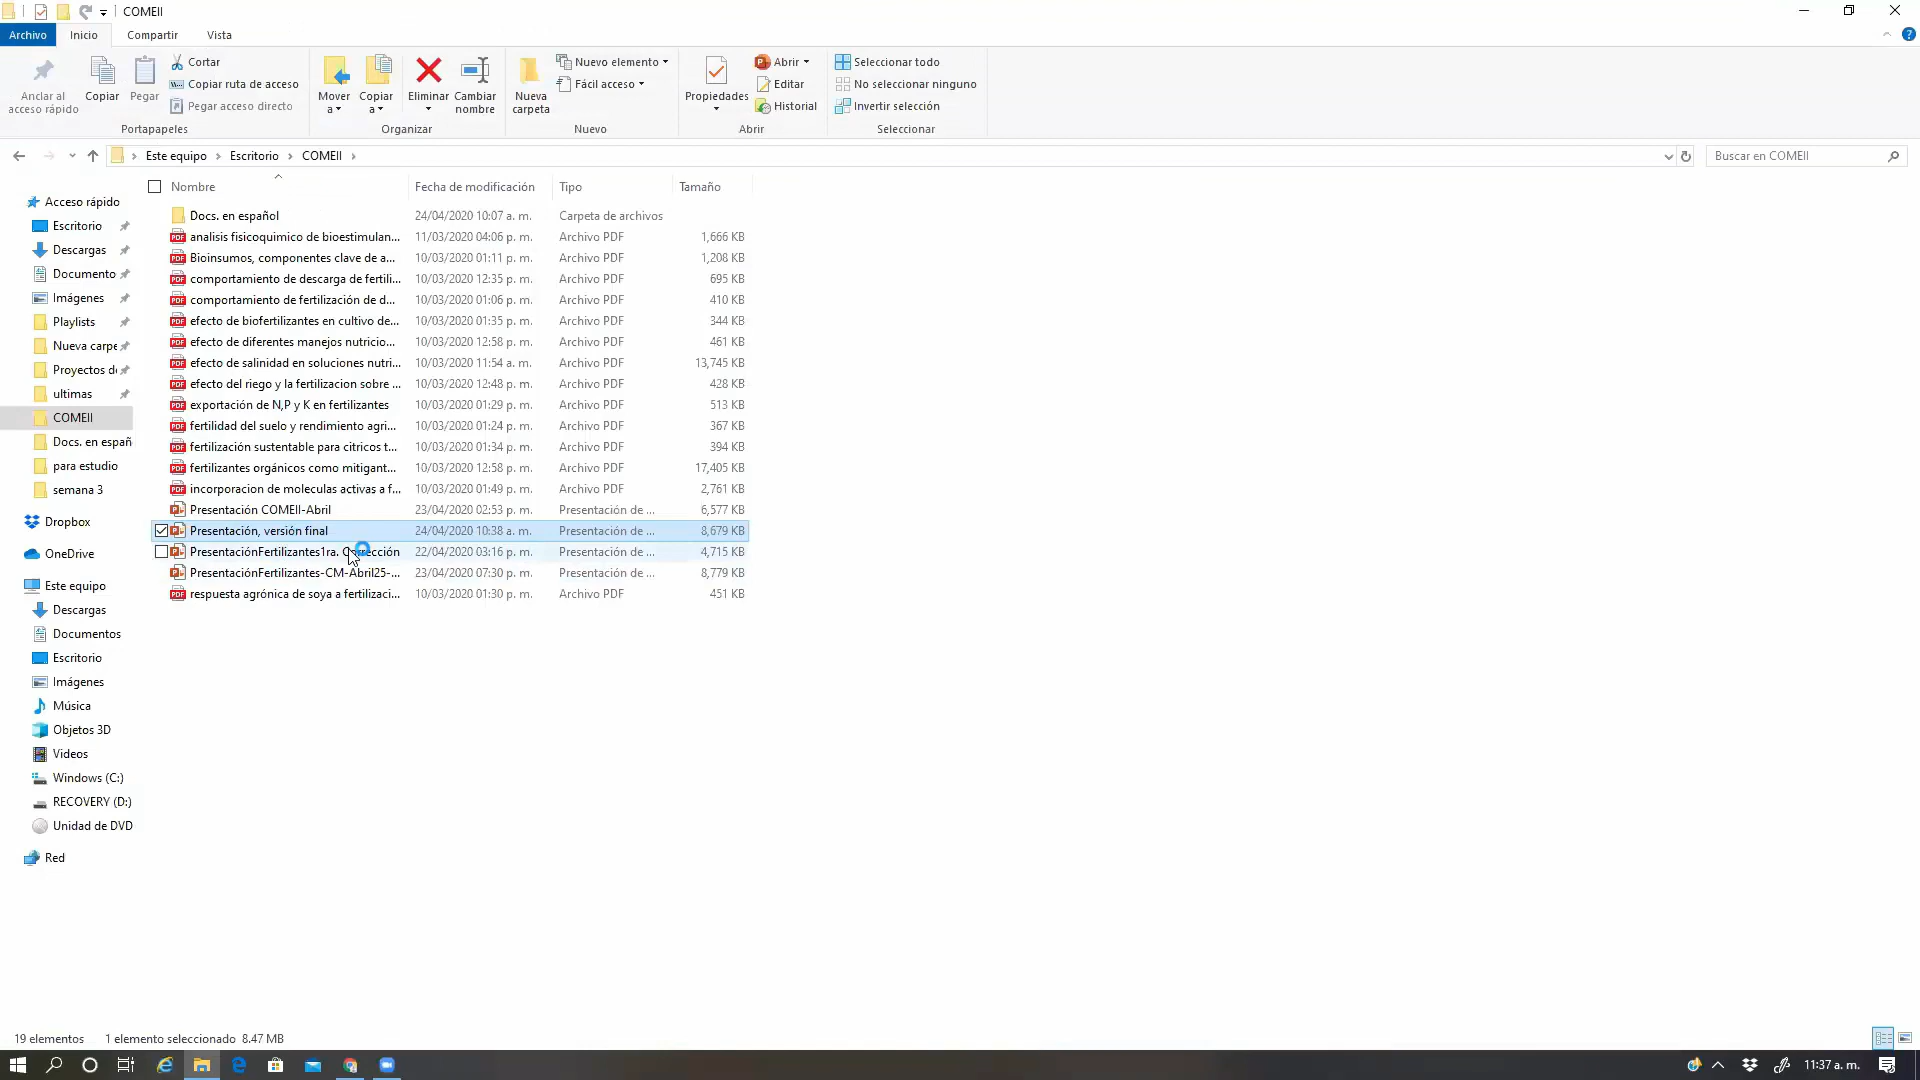 COMEII
Archivo Inicio Compartir Vista
Anclar al acceso rápido
Copiar
Pegar
Cortar
Copiar ruta de acceso
Pegar acceso directo
Portapapeles
Mover a
Copiar a
Eliminar
Cambiar nombre
Organizar
Nueva carpeta
Nuevo elemento
Fácil acceso
Nuevo
Propiedades
Abrir
Editar
Historial
Abrir
Seleccionar todo
No seleccionar ninguno
Invertir selección
Seleccionar
Este equipo > Escritorio > COMEII >
Buscar en COMEII
Nombre Fecha de modificación Tipo Tamaño
Docs. en español 24/04/2020 10:07 a. m. Carpeta de archivos
analisis fisicoquimico de bioestimulan... 11/03/2020 04:06 p. m. Archivo PDF 1,666 KB
Bioinsumos, componentes clave de a... 10/03/2020 01:11 p. m. Archivo PDF 1,208 KB
comportamiento de descarga de fertili... 10/03/2020 12:35 p. m. Archivo PDF 695 KB
comportamiento de fertilización de d... 10/03/2020 01:06 p. m. Archivo PDF 410 KB
efecto de biofertilizantes en cultivo de... 10/03/2020 01:35 p. m. Archivo PDF 344 KB
efecto de diferentes manejos nutricio... 10/03/2020 12:58 p. m. Archivo PDF 461 KB
efecto de salinidad en soluciones nutri... 10/03/2020 11:54 a. m. Archivo PDF 13,745 KB
efecto del riego y la fertilizacion sobre ... 10/03/2020 12:48 p. m. Archivo PDF 428 KB
exportación de N,P y K en fertilizantes 10/03/2020 01:29 p. m. Archivo PDF 513 KB
fertilidad del suelo y rendimiento agri... 10/03/2020 01:24 p. m. Archivo PDF 367 KB
fertilización sustentable para citricos t... 10/03/2020 01:34 p. m. Archivo PDF 394 KB
fertilizantes orgánicos como mitigant... 10/03/2020 12:58 p. m. Archivo PDF 17,405 KB
incorporacion de moleculas activas a f... 10/03/2020 01:49 p. m. Archivo PDF 2,761 KB
Presentación COMEII-Abril 23/04/2020 02:53 p. m. Presentación de ... 6,577 KB
Presentación, versión final 24/04/2020 10:38 a. m. Presentación de ... 8,679 KB
PresentaciónFertilizantes1ra. 22/04/2020 03:16 p. m. Presentación de ... 4,715 KB
PresentaciónFertilizantes-CM-Abril25-... 23/04/2020 07:30 p. m. Presentación de ... 8,779 KB
respuesta agrónica de soya a fertilizaci... 10/03/2020 01:30 p. m. Archivo PDF 451 KB
Acceso rápido
Escritorio
Descargas
Documento
Imágenes
Playlists
Nueva carpe
Proyectos de
ultimas
COMEII
Docs. en españ
para estudio
semana 3
Dropbox
OneDrive
Este equipo
Descargas
Documentos
Escritorio
Imágenes
Música
Objetos 3D
Videos
Windows (C:)
RECOVERY (D:)
Unidad de DVD
Red
19 elementos 1 elemento seleccionado 8.47 MB
11:37 a. m.